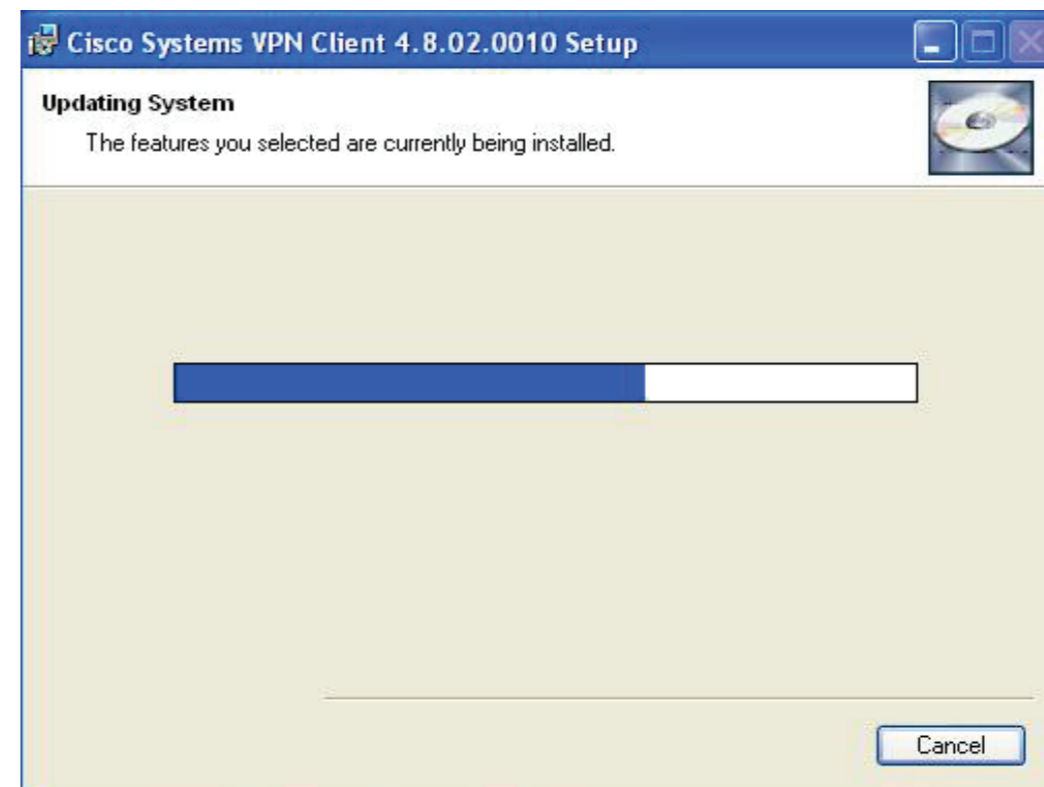 Cisco Systems VPN Client 4.8.02.0010 Setup
Updating System
The features you selected are currently being installed.
Cancel